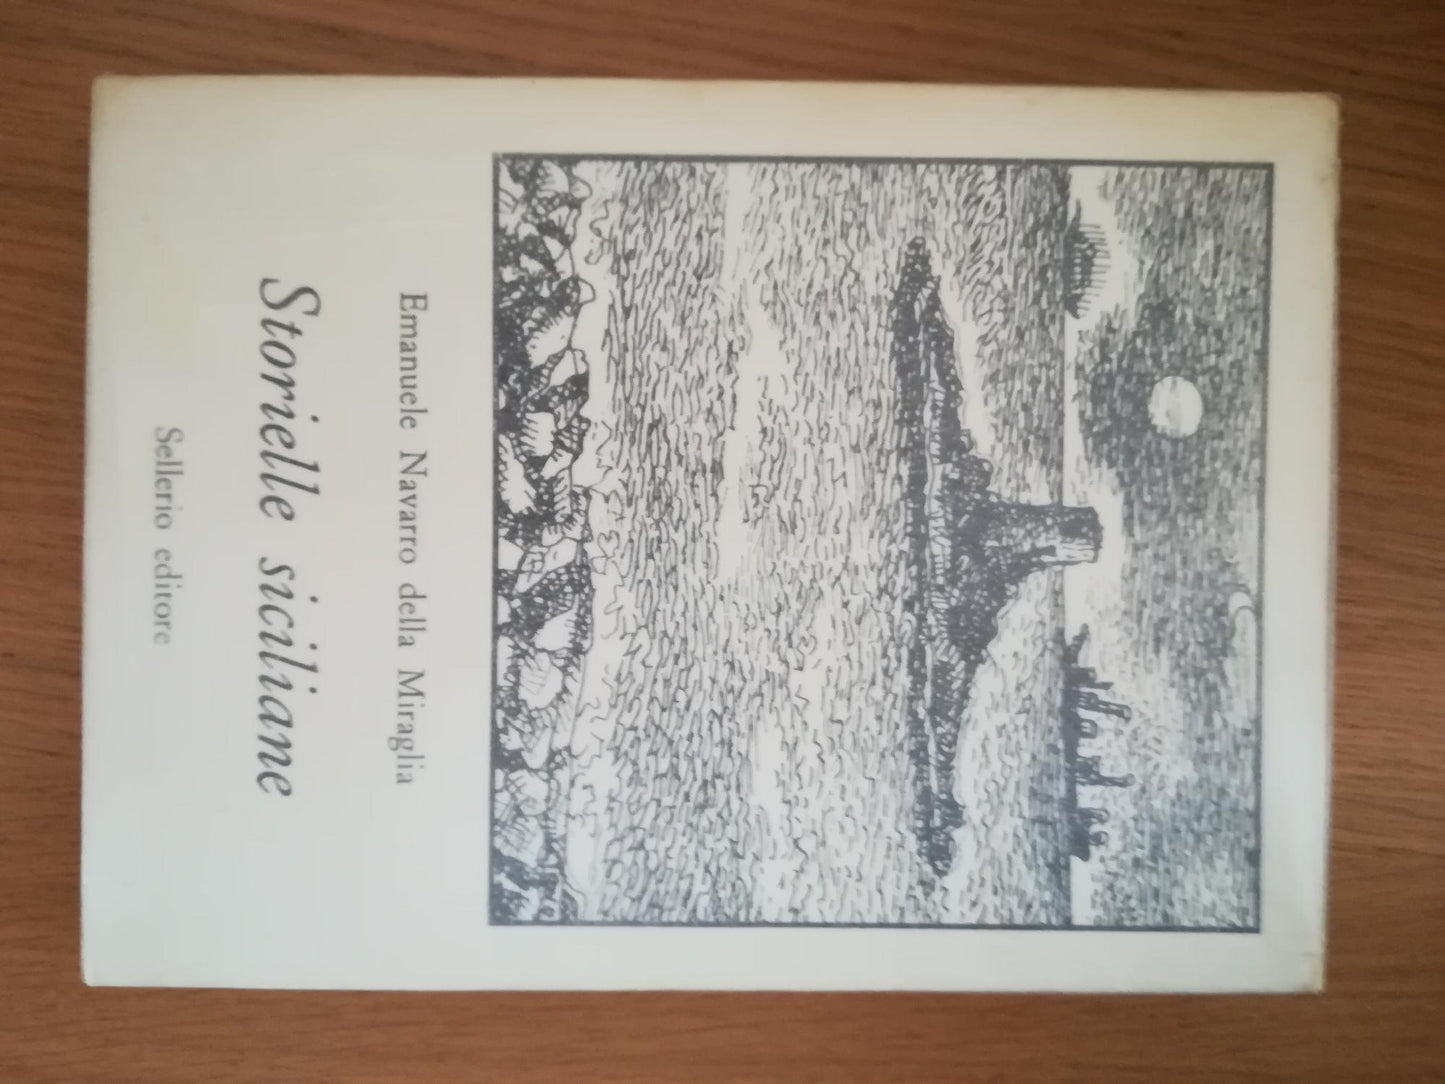 Emanuele Navarro della Miraglia
Storielle siciliane
Sellerio editore